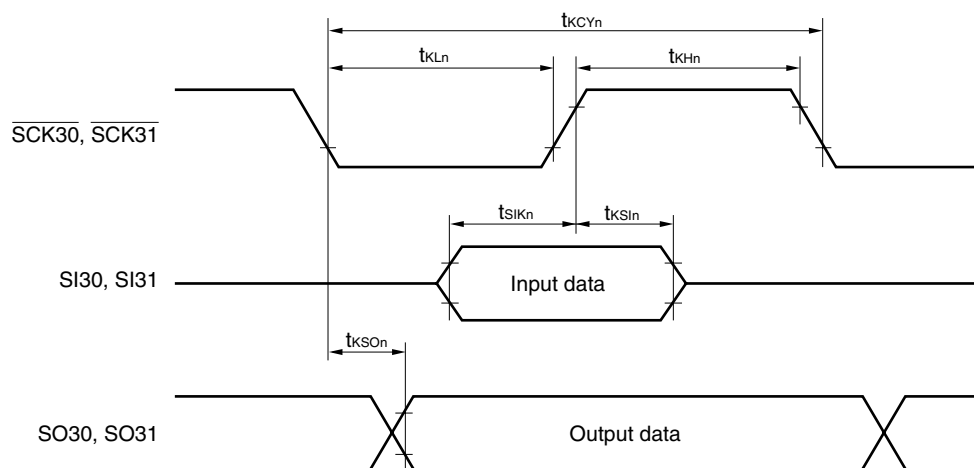 tKCYn
tKLn
tKHn
SCK30, SCK31
tSIKn
tKSIn
SI30, SI31
Input data
tKSOn
SO30, SO31
Output data